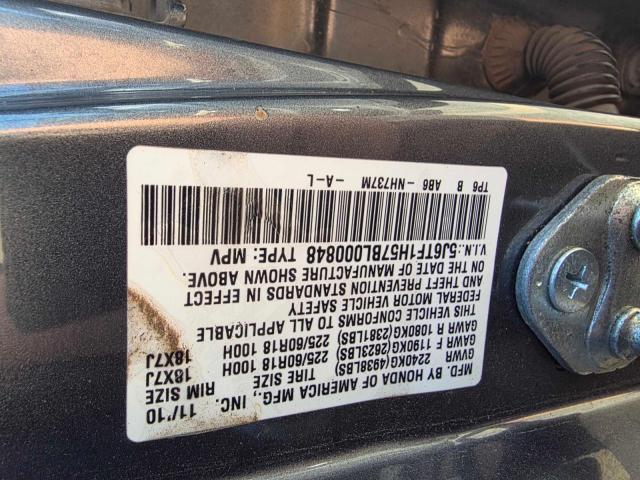 MFD. BY HONDA OF AMERICA MFG., INC. 11/'10
GVWR 2240KG(4938LBS) TIRE SIZE RIM SIZE
GAWR F 1190KG(2623LBS) 225/60R18 100H 18X7J
GAWR R 1080KG(2381LBS) 225/60R18 100H 18X7J
THIS VEHICLE CONFORMS TO ALL APPLICABLE
FEDERAL MOTOR VEHICLE SAFETY
AND THEFT PREVENTION STANDARDS IN EFFECT
ON THE DATE OF MANUFACTURE SHOWN ABOVE.
V.I.N.:5J6TF1H57BL000848 TYPE: MPV
TP6 B AB6 -NH737M -A-L